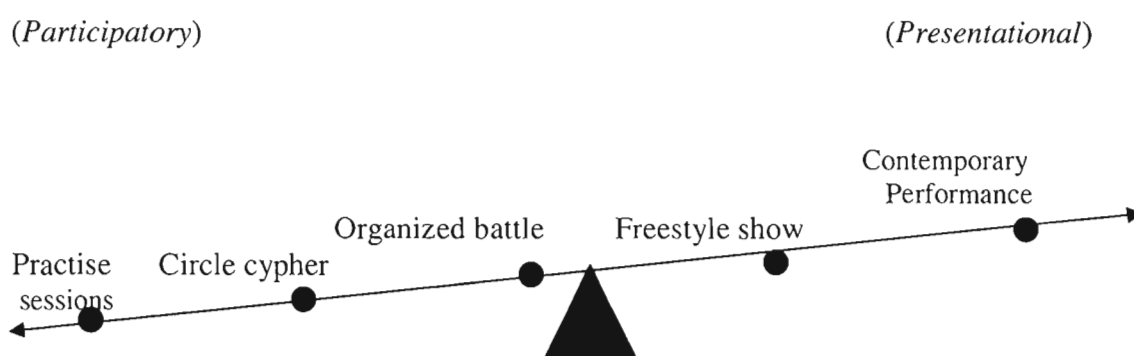 (Participatory) (Presentational)
Contemporary
Performance
Organized battle Freestyle show
Practise Circle cypher
sessions